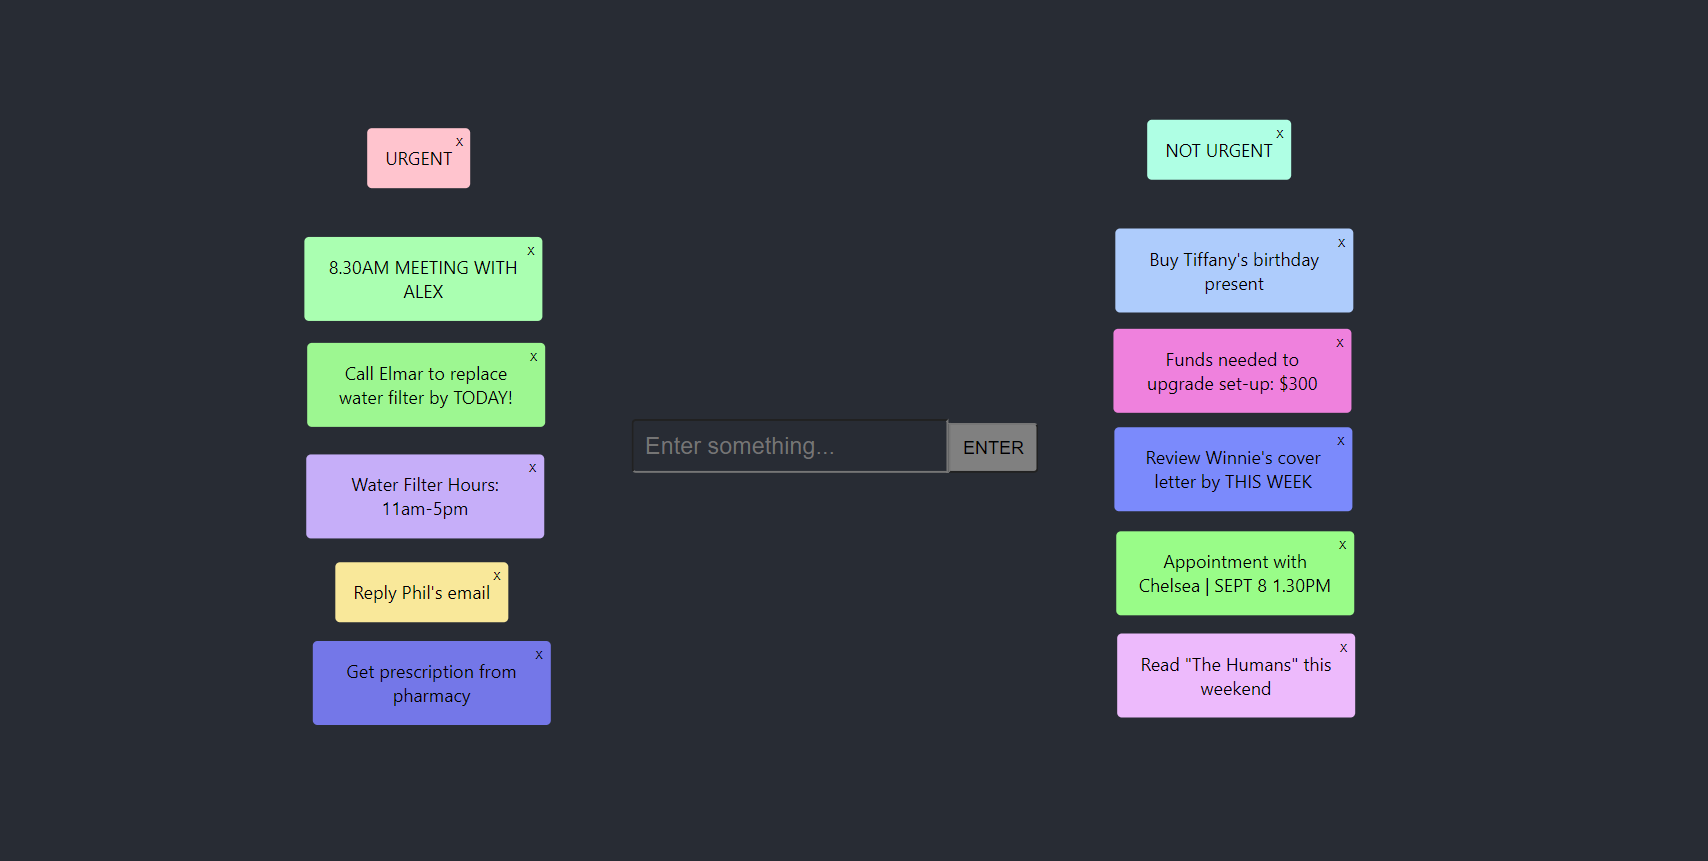 URGENT
x
8.30AM MEETING WITH
ALEX
x
Call Elmar to replace
water filter by TODAY!
x
Water Filter Hours:
11am-5pm
x
Reply Phil's email
x
Get prescription from
pharmacy
x
Enter something...
ENTER
NOT URGENT
x
Buy Tiffany's birthday
present
x
Funds needed to
upgrade set-up: $300
x
Review Winnie's cover
letter by THIS WEEK
x
Appointment with
Chelsea | SEPT 8 1.30PM
x
Read "The Humans" this
weekend
x